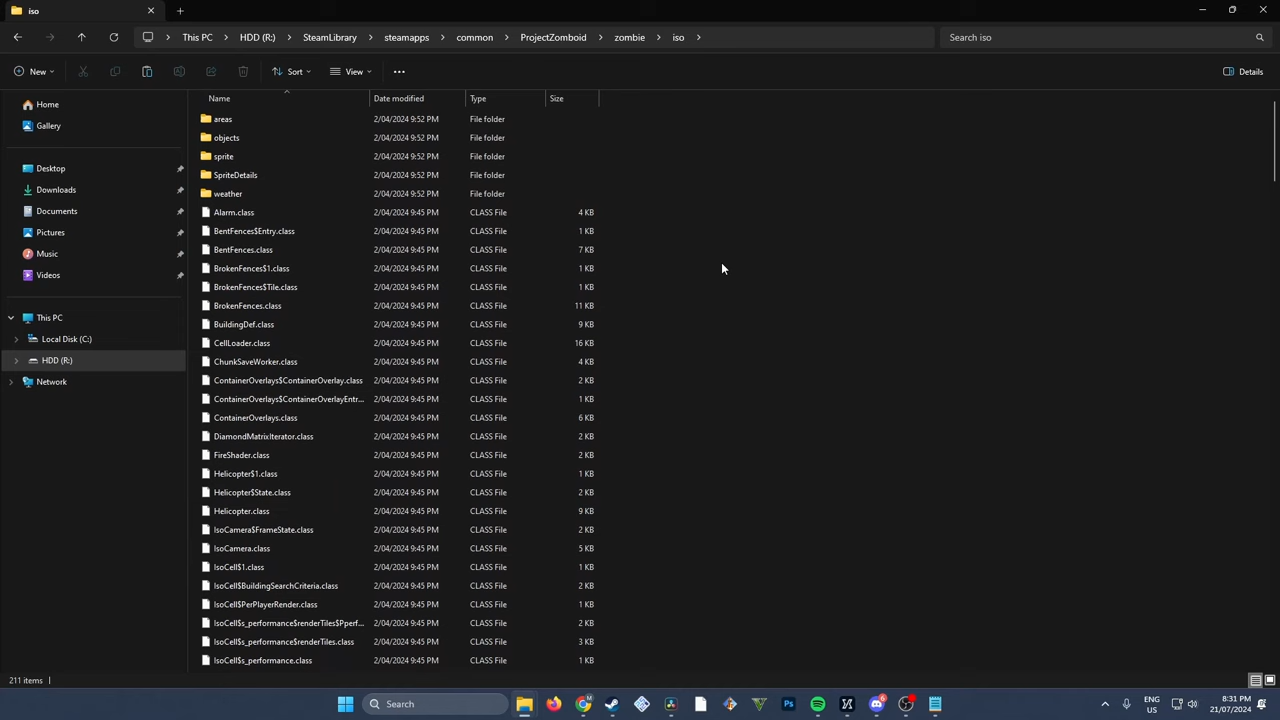 iso
This PC > HDD (R:) > SteamLibrary > steamapps > common > ProjectZomboid > zombie > iso >
Search iso
New
Sort
View
Details
Home
Gallery
Desktop
Downloads
Documents
Pictures
Music
Videos
This PC
Local Disk (C:)
HDD (R:)
Network
Name Date modified Type Size
areas 2/04/2024 9:52 PM File folder
objects 2/04/2024 9:52 PM File folder
sprite 2/04/2024 9:52 PM File folder
SpriteDetails 2/04/2024 9:52 PM File folder
weather 2/04/2024 9:52 PM File folder
Alarm.class 2/04/2024 9:45 PM CLASS File 4 KB
BentFences$Entry.class 2/04/2024 9:45 PM CLASS File 1 KB
BentFences.class 2/04/2024 9:45 PM CLASS File 7 KB
BrokenFences$1.class 2/04/2024 9:45 PM CLASS File 1 KB
BrokenFences$Tile.class 2/04/2024 9:45 PM CLASS File 1 KB
BrokenFences.class 2/04/2024 9:45 PM CLASS File 11 KB
BuildingDef.class 2/04/2024 9:45 PM CLASS File 9 KB
CellLoader.class 2/04/2024 9:45 PM CLASS File 16 KB
ChunkSaveWorker.class 2/04/2024 9:45 PM CLASS File 4 KB
ContainerOverlays$ContainerOverlay.class 2/04/2024 9:45 PM CLASS File 2 KB
ContainerOverlays$ContainerOverlayEntr... 2/04/2024 9:45 PM CLASS File 1 KB
ContainerOverlays.class 2/04/2024 9:45 PM CLASS File 6 KB
DiamondMatrixIterator.class 2/04/2024 9:45 PM CLASS File 2 KB
FireShader.class 2/04/2024 9:45 PM CLASS File 2 KB
Helicopter$1.class 2/04/2024 9:45 PM CLASS File 1 KB
Helicopter$State.class 2/04/2024 9:45 PM CLASS File 2 KB
Helicopter.class 2/04/2024 9:45 PM CLASS File 9 KB
IsoCamera$FrameState.class 2/04/2024 9:45 PM CLASS File 2 KB
IsoCamera.class 2/04/2024 9:45 PM CLASS File 5 KB
IsoCell$1.class 2/04/2024 9:45 PM CLASS File 1 KB
IsoCell$BuildingSearchCriteria.class 2/04/2024 9:45 PM CLASS File 2 KB
IsoCell$PerPlayerRender.class 2/04/2024 9:45 PM CLASS File 1 KB
IsoCell$s_performance$renderTiles$Pperf... 2/04/2024 9:45 PM CLASS File 2 KB
IsoCell$s_performance$renderTiles.class 2/04/2024 9:45 PM CLASS File 3 KB
IsoCell$s_performance.class 2/04/2024 9:45 PM CLASS File 1 KB
211 items
Search
ENG
US
8:31 PM
21/07/2024